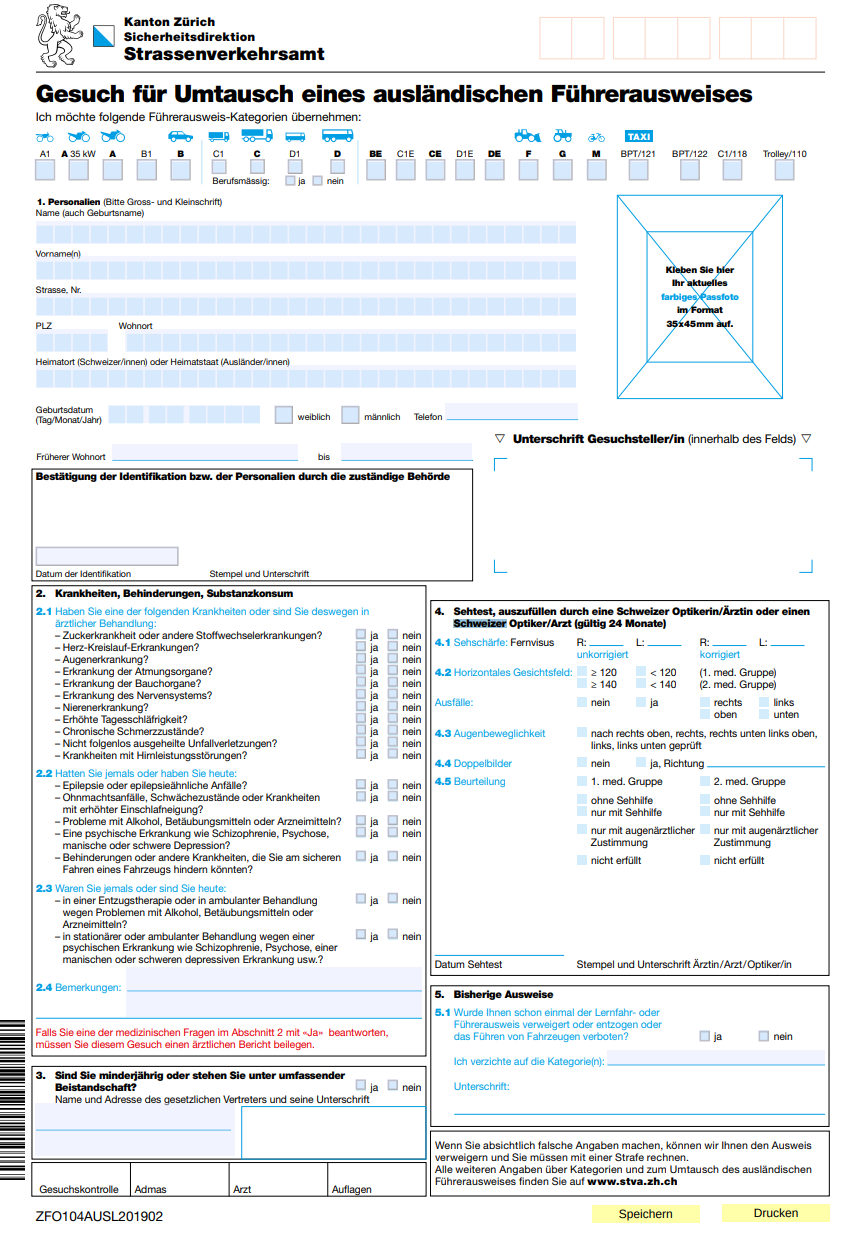 Kanton Zürich
Sicherheitsdirektion
Strassenverkehrsamt
Gesuch für Umtausch eines ausländischen Führerausweises
Ich möchte folgende Führerausweis-Kategorien übernehmen:
TAXI
A1 A 35 kW A B1 B C1 C D1 D BE C1E CE D1E DE F G M BPT/121 BPT/122 C1/118 Trolley/110
Berufsmässig: ja nein
1. Personalien (Bitte Gross- und Kleinschrift)
Name (auch Geburtsname)
Vorname(n)
Strasse, Nr.
PLZ Wohnort
Heimatort (Schweizer/innen) oder Heimatstaat (Ausländer/innen)
Kleben Sie hier
Ihr aktuelles
farbiges Passfoto
im Format
35x45mm auf.
Geburtsdatum
(Tag/Monat/Jahr) weiblich männlich Telefon
Früherer Wohnort bis
▽ Unterschrift Gesuchsteller/in (innerhalb des Felds) ▽
Bestätigung der Identifikation bzw. der Personalien durch die zuständige Behörde
Datum der Identifikation Stempel und Unterschrift
2. Krankheiten, Behinderungen, Substanzkonsum
2.1 Haben Sie eine der folgenden Krankheiten oder sind Sie deswegen in
ärztlicher Behandlung:
– Zuckerkrankheit oder andere Stoffwechselerkrankungen? ja nein
– Herz-Kreislauf-Erkrankungen? ja nein
– Augenerkrankung? ja nein
– Erkrankung der Atmungsorgane? ja nein
– Erkrankung der Bauchorgane? ja nein
– Erkrankung des Nervensystems? ja nein
– Nierenerkrankung? ja nein
– Erhöhte Tagesschläfrigkeit? ja nein
– Chronische Schmerzzustände? ja nein
– Nicht folgenlos ausgeheilte Unfallverletzungen? ja nein
– Krankheiten mit Hirnleistungsstörungen? ja nein
2.2 Hatten Sie jemals oder haben Sie heute:
– Epilepsie oder epilepsieähnliche Anfälle? ja nein
– Ohnmachtsanfälle, Schwächezustände oder Krankheiten ja nein
mit erhöhter Einschlafneigung?
– Probleme mit Alkohol, Betäubungsmitteln oder Arzneimitteln? ja nein
– Eine psychische Erkrankung wie Schizophrenie, Psychose, ja nein
manische oder schwere Depression?
– Behinderungen oder andere Krankheiten, die Sie am sicheren ja nein
Fahren eines Fahrzeugs hindern könnten?
2.3 Waren Sie jemals oder sind Sie heute:
– in einer Entzugstherapie oder in ambulanter Behandlung ja nein
wegen Problemen mit Alkohol, Betäubungsmitteln oder
Arzneimitteln?
– in stationärer oder ambulanter Behandlung wegen einer ja nein
psychischen Erkrankung wie Schizophrenie, Psychose, einer
manischen oder schweren depressiven Erkrankung usw.?
2.4 Bemerkungen:
Falls Sie eine der medizinischen Fragen im Abschnitt 2 mit «Ja» beantworten,
müssen Sie diesem Gesuch einen ärztlichen Bericht beilegen.
3. Sind Sie minderjährig oder stehen Sie unter umfassender
Beistandschaft? ja nein
Name und Adresse des gesetzlichen Vertreters und seine Unterschrift
Gesuchskontrolle Admas Arzt Auflagen
4. Sehtest, auszufüllen durch eine Schweizer Optikerin/Ärztin oder einen
Schweizer Optiker/Arzt (gültig 24 Monate)
4.1 Sehschärfe: Fernvisus R: L: R: L:
unkorrigiert korrigiert
4.2 Horizontales Gesichtsfeld: ≥ 120 < 120 (1. med. Gruppe)
≥ 140 < 140 (2. med. Gruppe)
Ausfälle: nein ja rechts links
oben unten
4.3 Augenbeweglichkeit nach rechts oben, rechts, rechts unten links oben,
links, links unten geprüft
4.4 Doppelbilder nein ja, Richtung
4.5 Beurteilung 1. med. Gruppe 2. med. Gruppe
ohne Sehhilfe ohne Sehhilfe
nur mit Sehhilfe nur mit Sehhilfe
nur mit augenärztlicher nur mit augenärztlicher
Zustimmung Zustimmung
nicht erfüllt nicht erfüllt
Datum Sehtest Stempel und Unterschrift Ärztin/Arzt/Optiker/in
5. Bisherige Ausweise
5.1 Wurde Ihnen schon einmal der Lernfahr- oder
Führerausweis verweigert oder entzogen oder
das Führen von Fahrzeugen verboten? ja nein
Ich verzichte auf die Kategorie(n):
Unterschrift:
Wenn Sie absichtlich falsche Angaben machen, können wir Ihnen den Ausweis
verweigern und Sie müssen mit einer Strafe rechnen.
Alle weiteren Angaben über Kategorien und zum Umtausch des ausländischen
Führerausweises finden Sie auf www.stva.zh.ch
ZFO104AUSL201902
Speichern Drucken